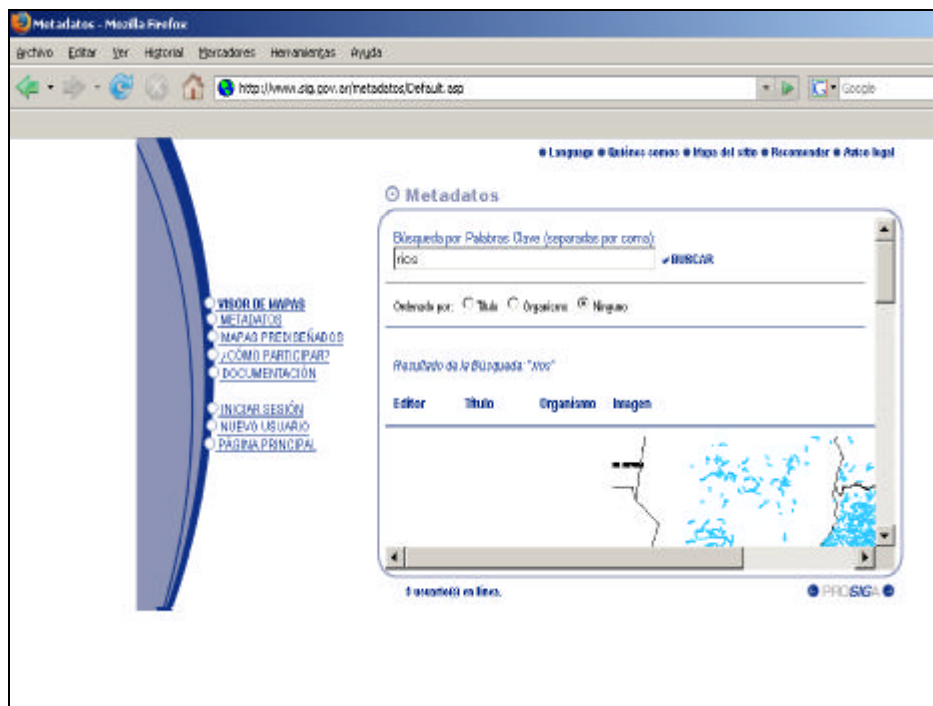 Metadatos - Mozilla Firefox
Archivo Editar Ver Historial Marcadores Herramientas Ayuda
http://www.sig.gov.ar/metadatos/Default.asp
Google
Language Quiénes somos Mapa del sitio Recomendar Aviso legal
Metadatos
Búsqueda por Palabras Clave (separadas por coma):
rios
BUSCAR
Ordenado por: Título Organismo Ninguno
VISOR DE MAPAS
METADATOS
MAPAS PREDISEÑADOS
¿CÓMO PARTICIPAR?
DOCUMENTACIÓN
INICIAR SESIÓN
NUEVO USUARIO
PÁGINA PRINCIPAL
Resultado de la Búsqueda: "rios"
Editor Título Organismo Imagen
usuario(s) en línea.
PROSIGA